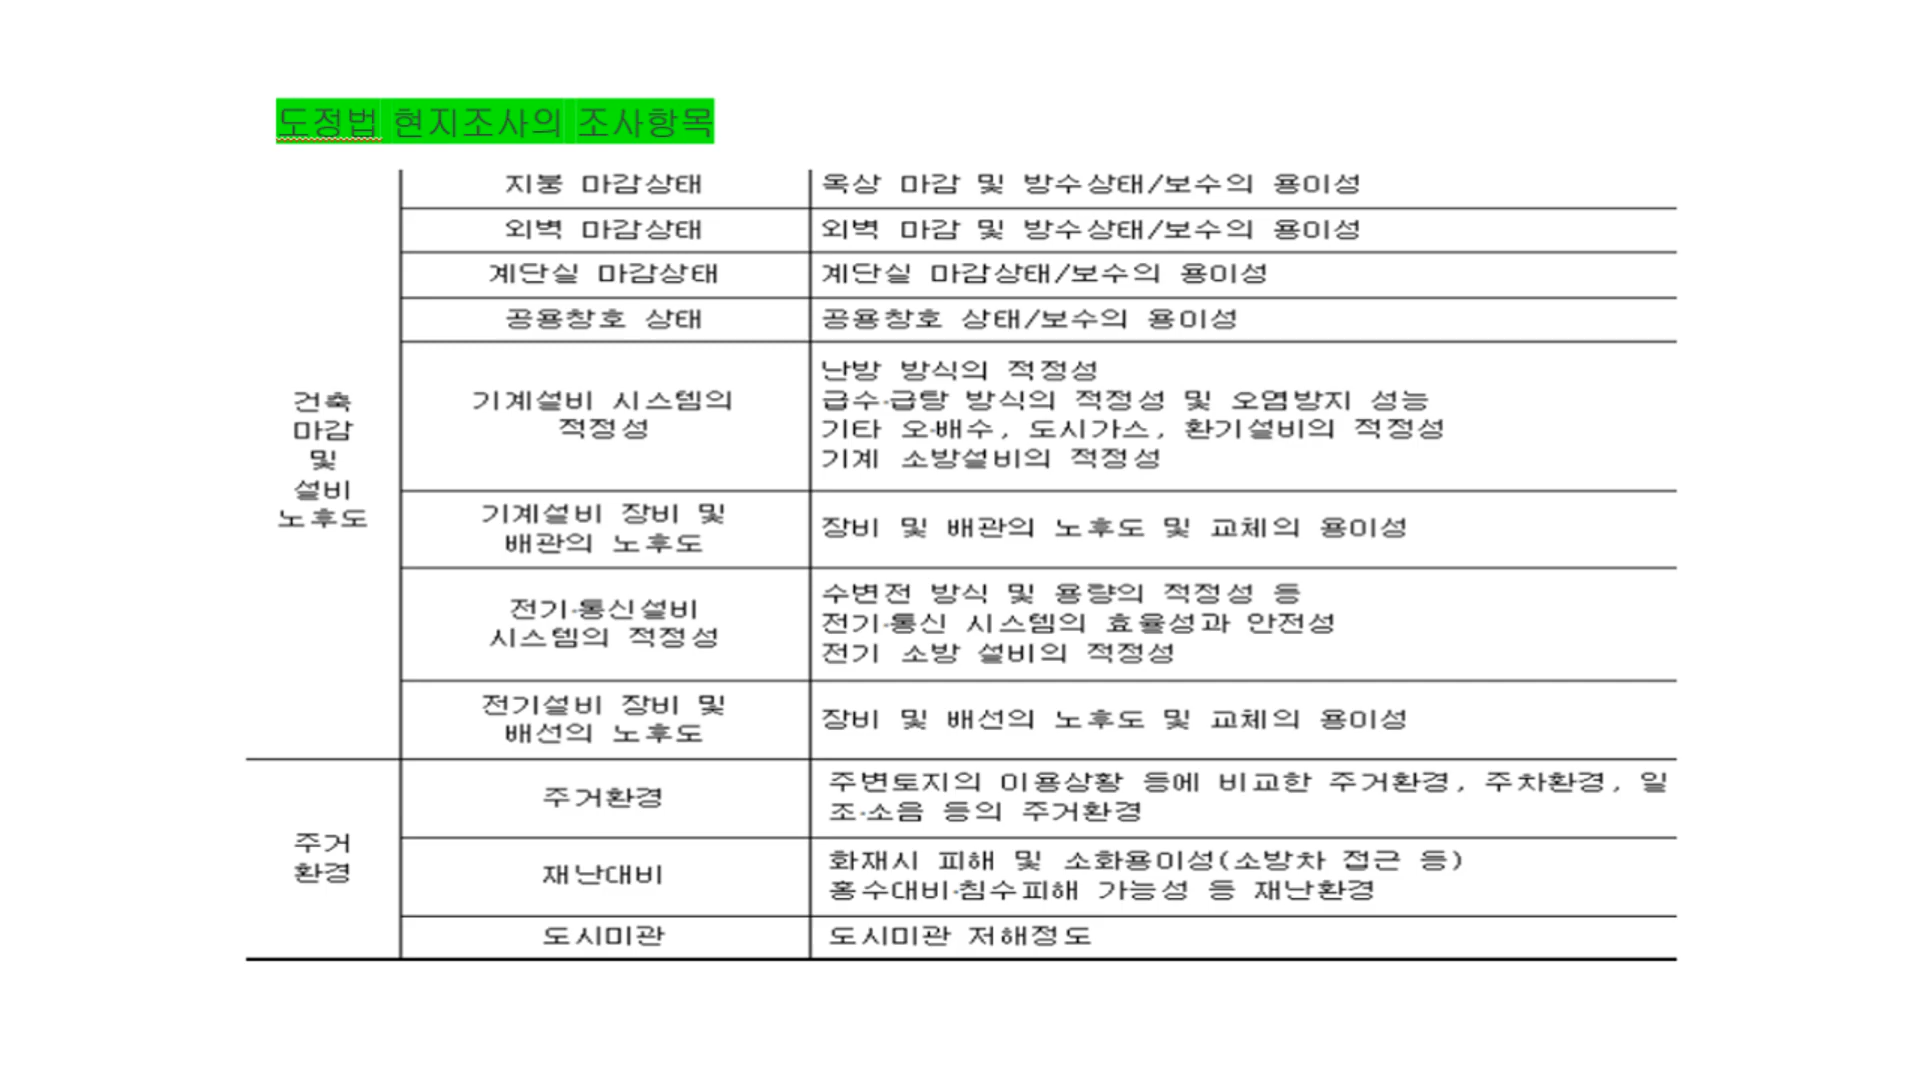 도정법 현지조사의 조사항목
지붕 마감상태
옥상 마감 및 방수상태/보수의 용이성
외벽 마감상태
외벽 마감 및 방수상태/보수의 용이성
계단실 마감상태
계단실 마감상태/보수의 용이성
공용창호 상태
공용창호 상태/보수의 용이성
건축
마감
및
설비
노후도
기계설비 시스템의
적정성
난방 방식의 적정성
급수·급탕 방식의 적정성 및 오염방지 성능
기타 오·배수, 도시가스, 환기설비의 적정성
기계 소방설비의 적정성
기계설비 장비 및
배관의 노후도
장비 및 배관의 노후도 및 교체의 용이성
전기·통신설비
시스템의 적정성
수변전 방식 및 용량의 적정성 등
전기·통신 시스템의 효율성과 안전성
전기 소방 설비의 적정성
전기설비 장비 및
배선의 노후도
장비 및 배선의 노후도 및 교체의 용이성
주거
환경
주거환경
주변토지의 이용상황 등에 비교한 주거환경, 주차환경, 일
조·소음 등의 주거환경
재난대비
화재시 피해 및 소화용이성(소방차 접근 등)
홍수대비·침수피해 가능성 등 재난환경
도시미관
도시미관 저해정도